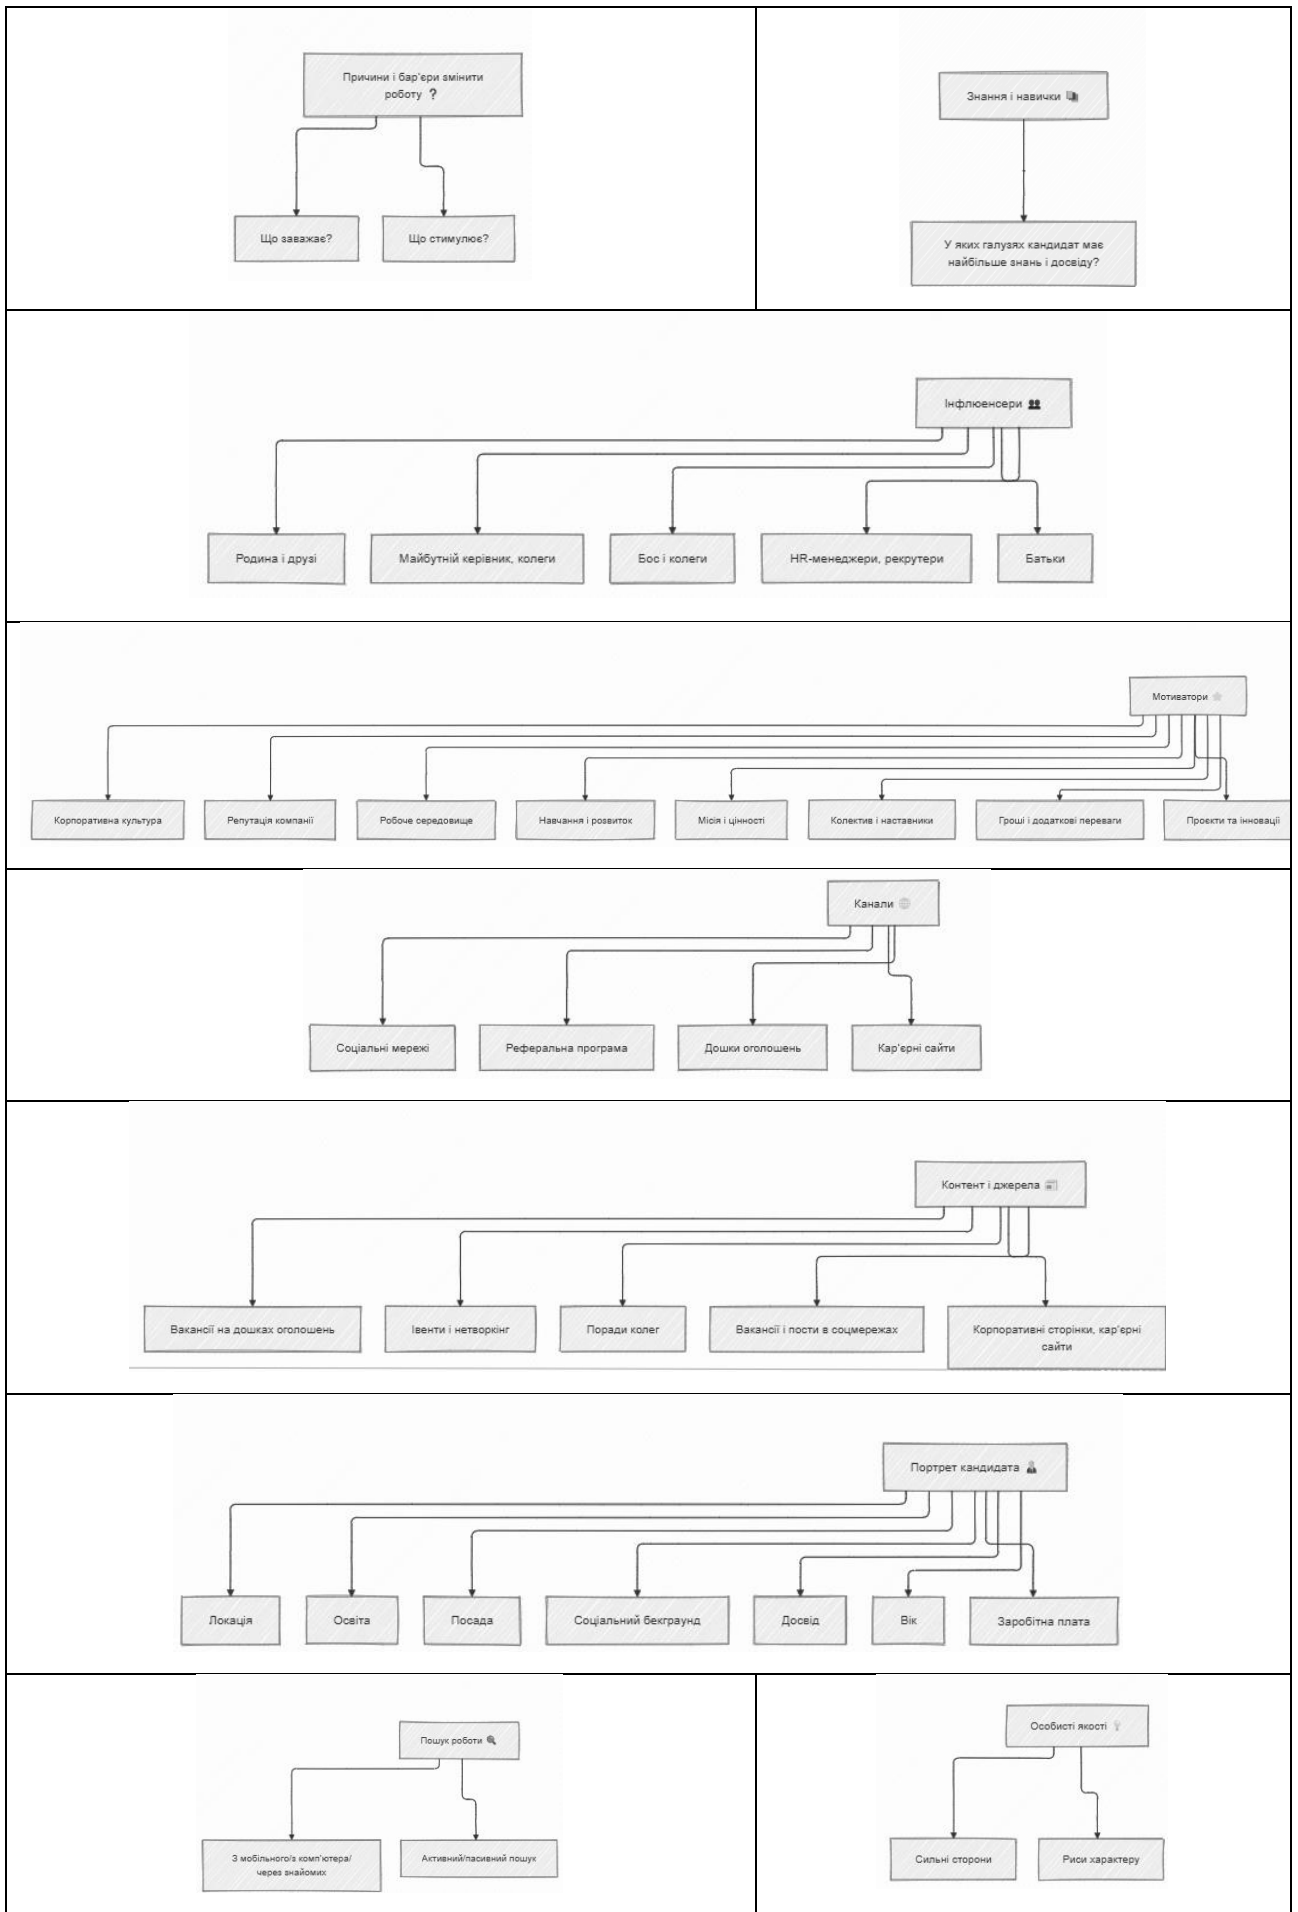 Причини і бар'єри змінити
роботу ?
Що заважає?
Що стимулює?
Знання і навички
У яких галузях кандидат має
найбільше знань і досвіду?
Інфлюенсери
Родина і друзі
Майбутній керівник, колеги
Бос і колеги
HR-менеджери, рекрутери
Батьки
Мотиватори
Корпоративна культура
Репутація компанії
Робоче середовище
Навчання і розвиток
Місія і цінності
Колектив і наставники
Гроші і додаткові переваги
Проєкти та інновації
Канали
Соціальні мережі
Реферальна програма
Дошки оголошень
Кар'єрні сайти
Контент і джерела
Вакансії на дошках оголошень
Івенти і нетворкінг
Поради колег
Вакансії і пости в соцмережах
Корпоративні сторінки, кар'єрні
сайти
Портрет кандидата
Локація
Освіта
Посада
Соціальний бекграунд
Досвід
Вік
Заробітна плата
Пошук роботи
З мобільного/з комп'ютера/
через знайомих
Активний/пасивний пошук
Особисті якості
Сильні сторони
Риси характеру